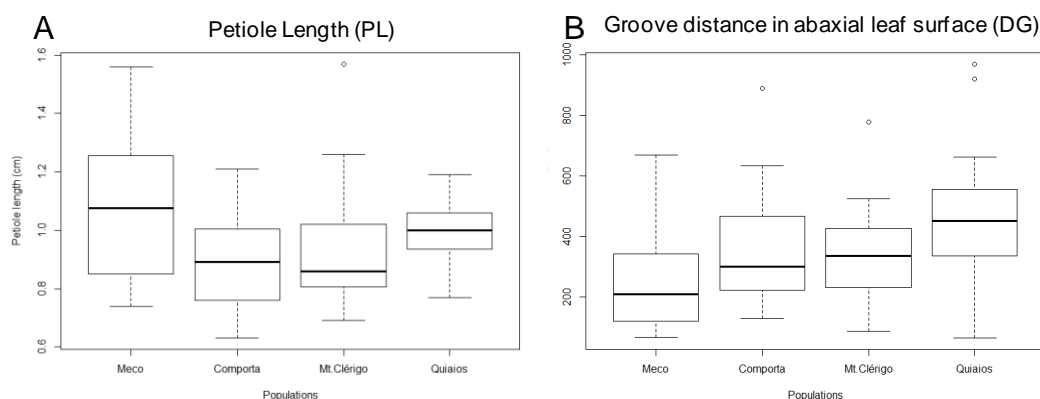 A
Petiole Length (PL)
Petiole length (cm)
1.6
1.4
1.2
1.0
0.8
0.6
Meco Comporta Mt.Clérigo Quiaios
Populations
B
Groove distance in abaxial leaf surface (DG)
1000
800
600
400
200
Meco Comporta Mt.Clérigo Quiaios
Populations